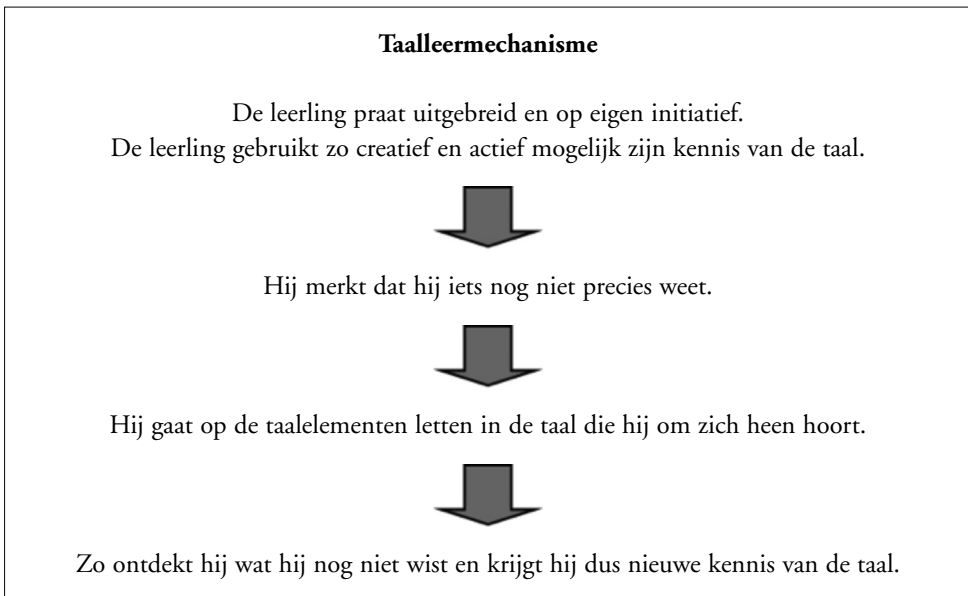 Taalleermechanisme
De leerling praat uitgebreid en op eigen initiatief.
De leerling gebruikt zo creatief en actief mogelijk zijn kennis van de taal.
Hij merkt dat hij iets nog niet precies weet.
Hij gaat op de taalelementen letten in de taal die hij om zich heen hoort.
Zo ontdekt hij wat hij nog niet wist en krijgt hij dus nieuwe kennis van de taal.